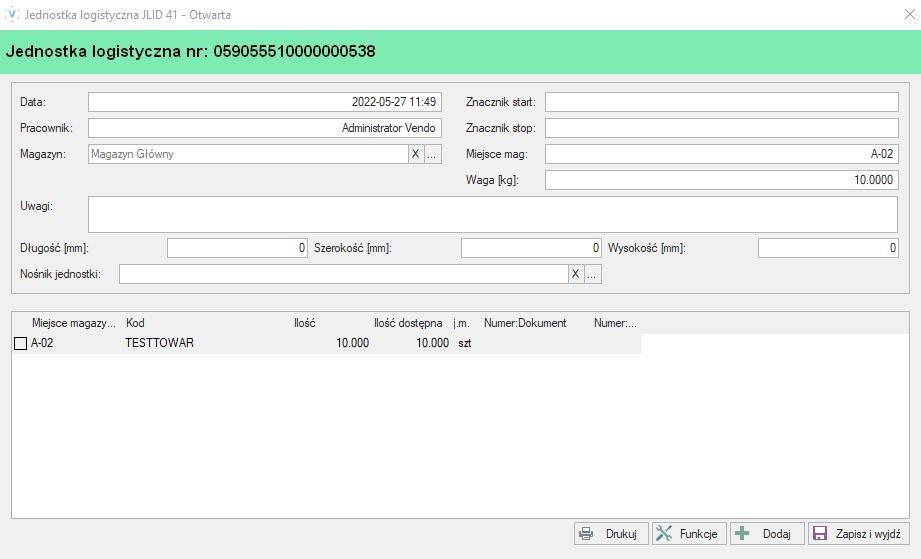 Jednostka logistyczna JLID 41 - Otwarta
Jednostka logistyczna nr: 059055510000000538
Data: 2022-05-27 11:49 Znacznik start:
Pracownik: Administrator Vendo Znacznik stop:
Magazyn: Magazyn Główny X ... Miejsce mag: A-02
Waga [kg]: 10.0000
Uwagi:
Długość [mm]: 0 Szerokość [mm]: 0 Wysokość [mm]: 0
Nośnik jednostki: X ...
Miejsce magazy... Kod Ilość Ilość dostępna j.m. Numer:Dokument Numer:...
A-02 TESTTOWAR 10.000 10.000 szt
Drukuj Funkcje Dodaj Zapisz i wyjdź